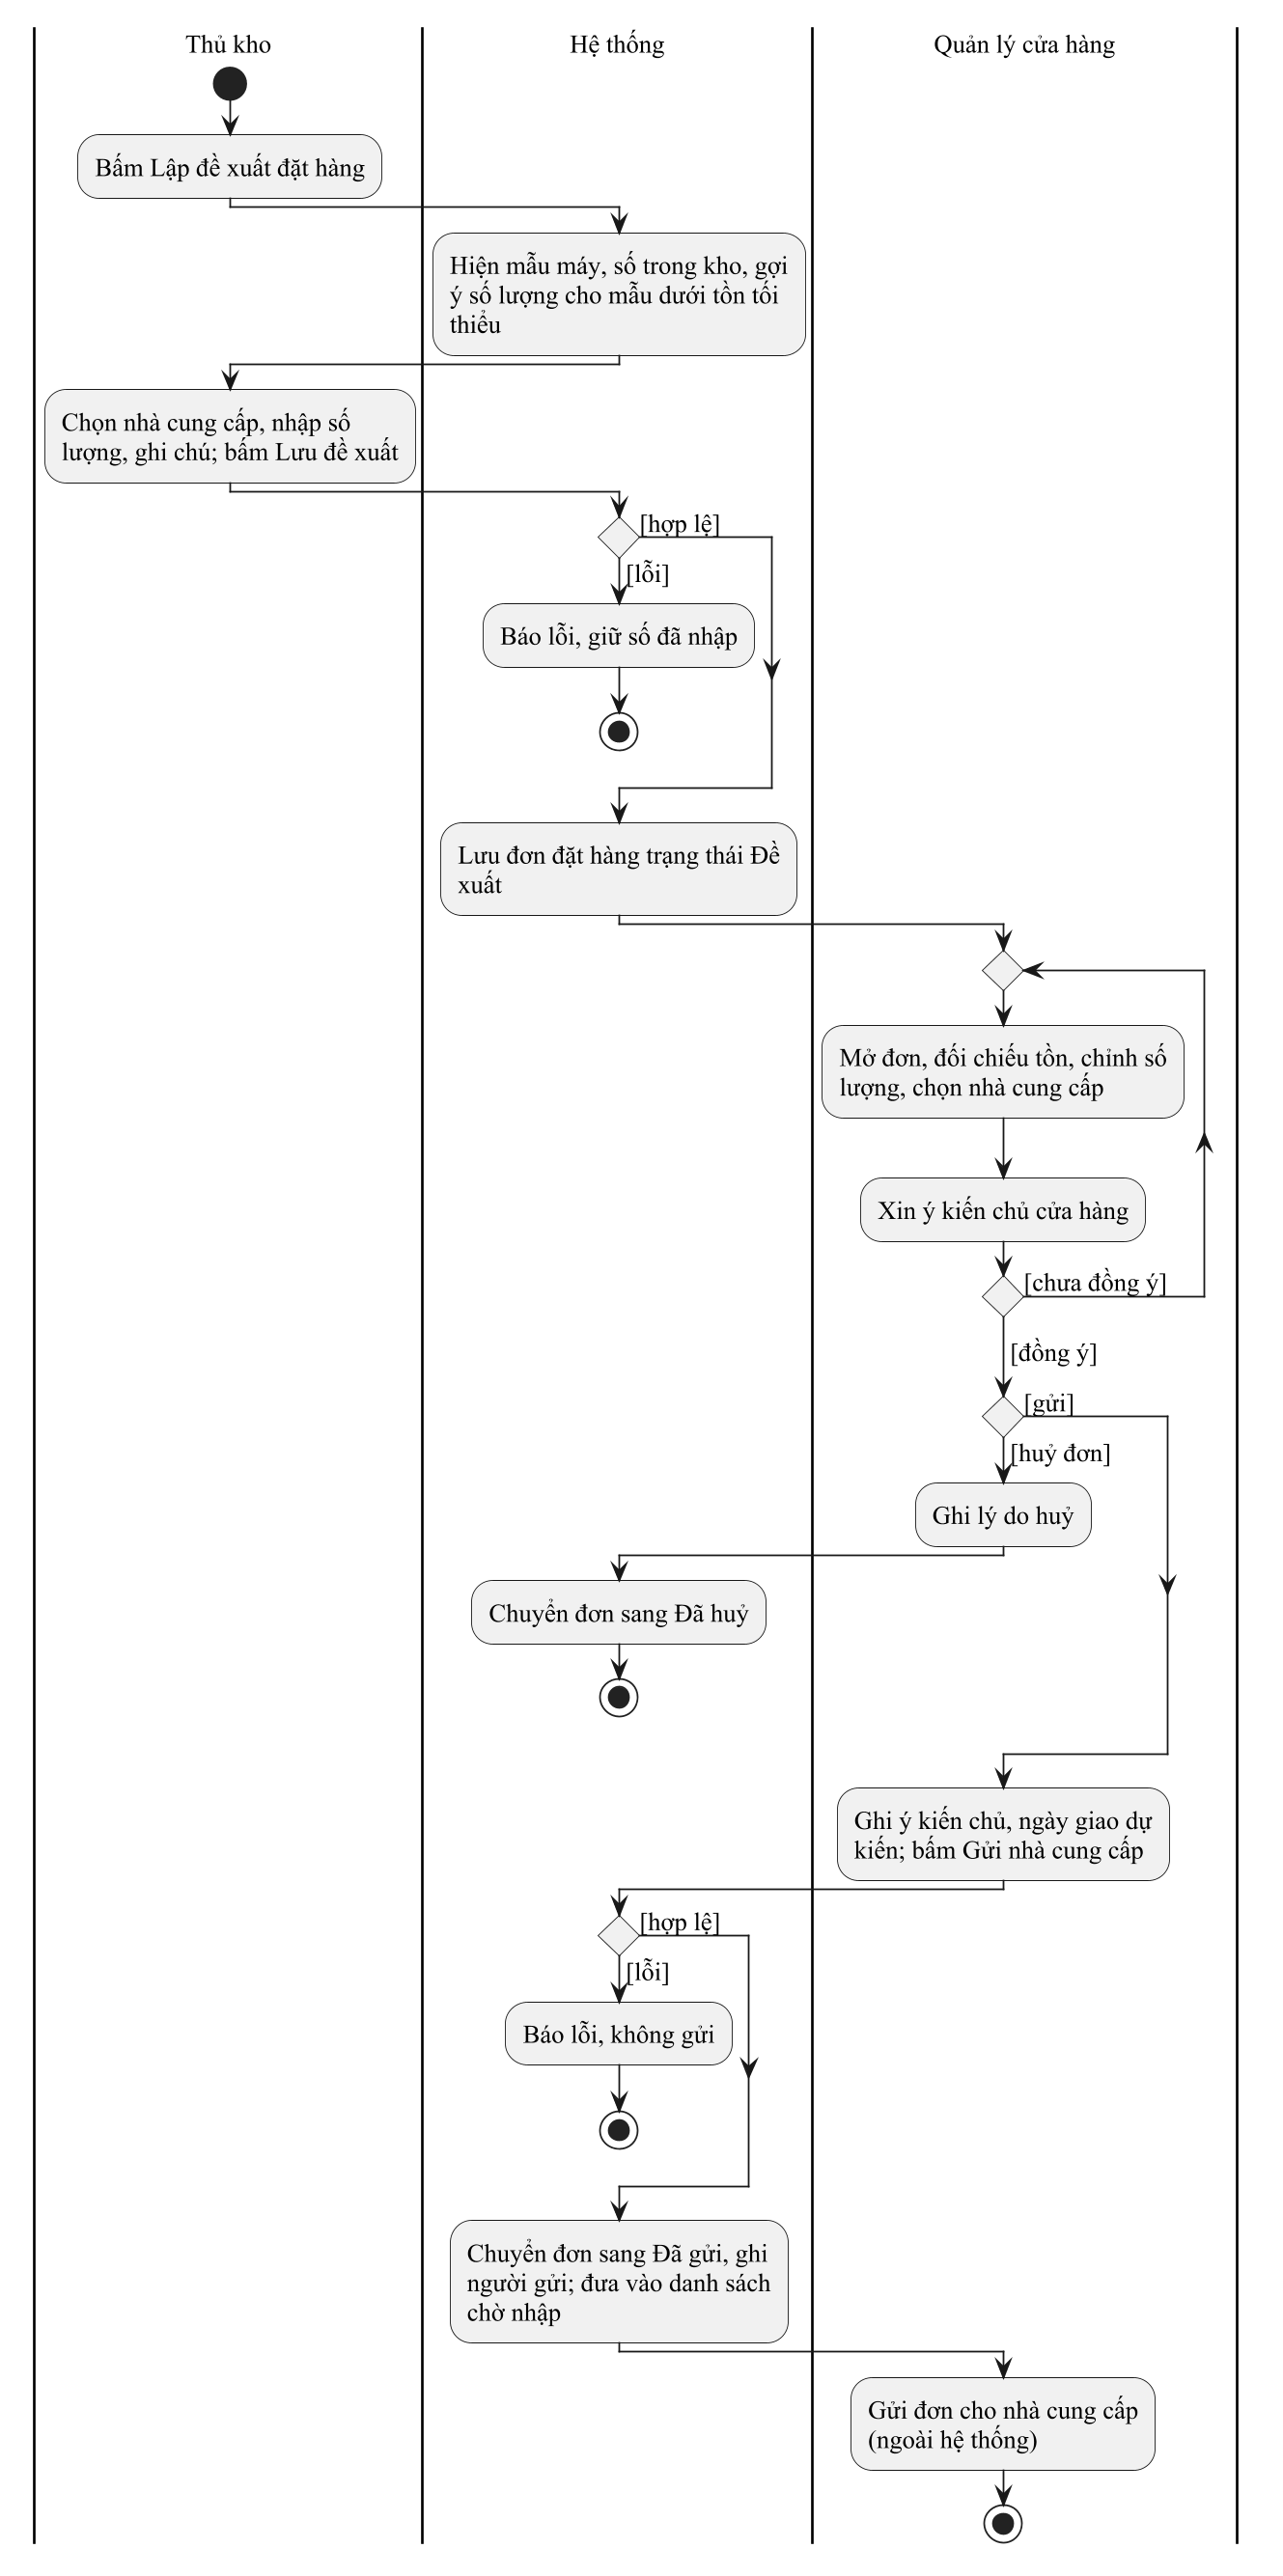 Thủ kho
Hệ thống
Quản lý cửa hàng
Bấm Lập đề xuất đặt hàng
Hiện mẫu máy, số trong kho, gợi
ý số lượng cho mẫu dưới tồn tối
thiểu
Chọn nhà cung cấp, nhập số
lượng, ghi chú; bấm Lưu đề xuất
[hợp lệ]
[lỗi]
Báo lỗi, giữ số đã nhập
Lưu đơn đặt hàng trạng thái Đề
xuất
Mở đơn, đối chiếu tồn, chỉnh số
lượng, chọn nhà cung cấp
Xin ý kiến chủ cửa hàng
[chưa đồng ý]
[đồng ý]
[gửi]
[huỷ đơn]
Ghi lý do huỷ
Chuyển đơn sang Đã huỷ
Ghi ý kiến chủ, ngày giao dự
kiến; bấm Gửi nhà cung cấp
[hợp lệ]
[lỗi]
Báo lỗi, không gửi
Chuyển đơn sang Đã gửi, ghi
người gửi; đưa vào danh sách
chờ nhập
Gửi đơn cho nhà cung cấp
(ngoài hệ thống)